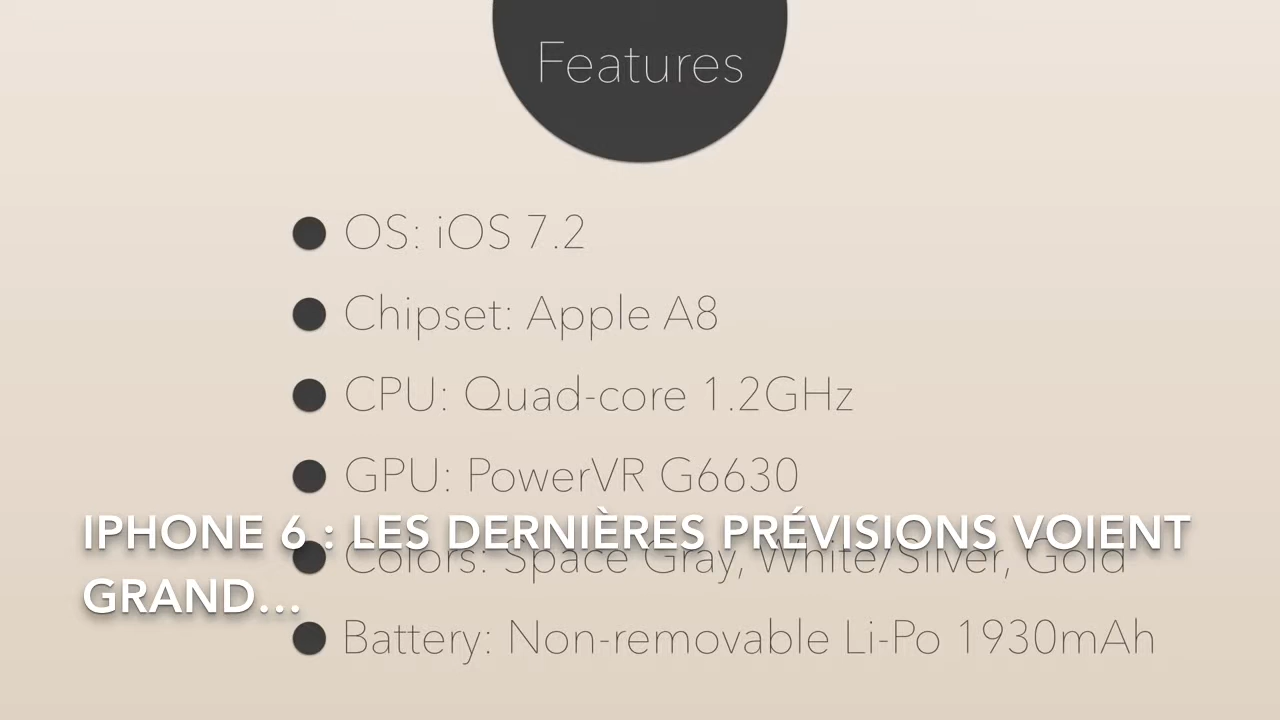 Features
OS: iOS 7.2
Chipset: Apple A8
CPU: Quad-core 1.2GHz
GPU: PowerVR G6630
IPHONE 6 : LES DERNIÈRES PRÉVISIONS VOIENT
GRAND...
Colors: Space Gray, White/Silver, Gold
Battery: Non-removable Li-Po 1930mAh